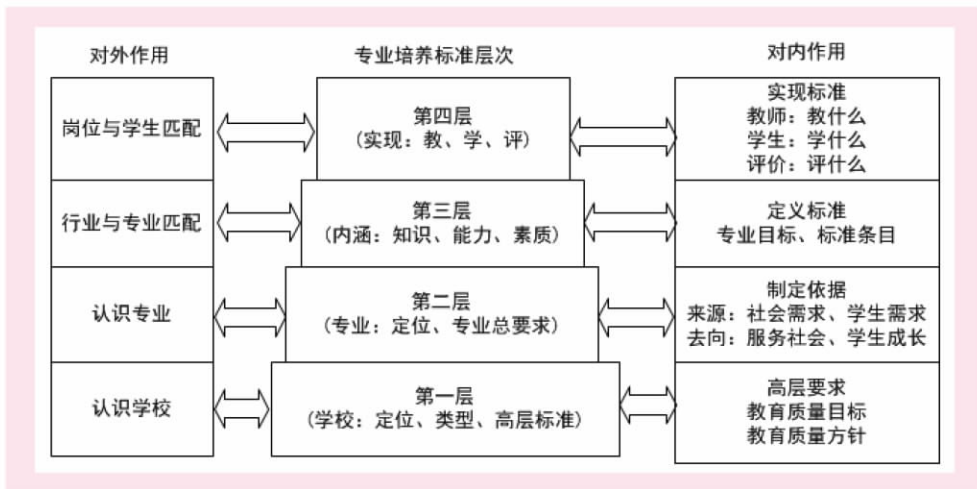 对外作用
专业培养标准层次
对内作用
岗位与学生匹配
第四层
(实现：教、学、评)
实现标准
教师：教什么
学生：学什么
评价：评什么
行业与专业匹配
第三层
(内涵：知识、能力、素质)
定义标准
专业目标、标准条目
认识专业
第二层
(专业：定位、专业总要求)
制定依据
来源：社会需求、学生需求
去向：服务社会、学生成长
认识学校
第一层
(学校：定位、类型、高层标准)
高层要求
教育质量目标
教育质量方针